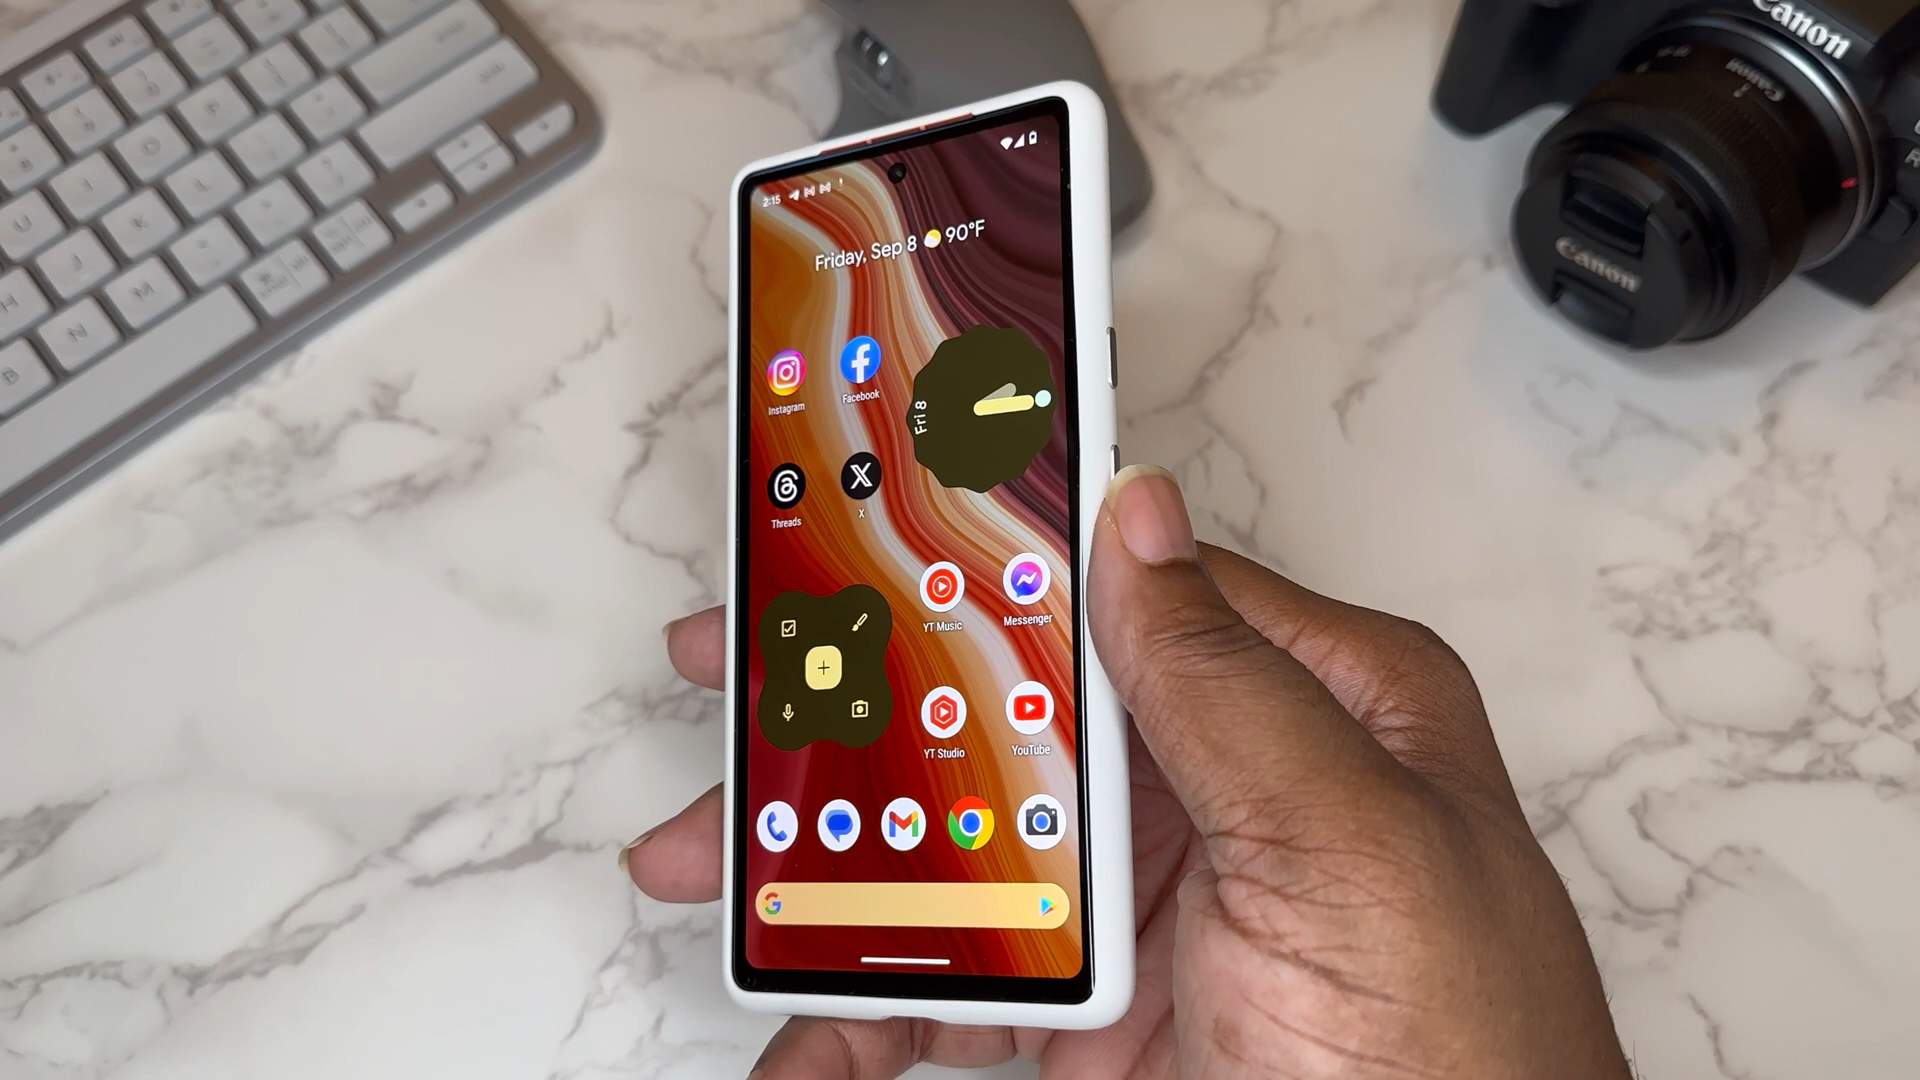 2:15
Friday, Sep 8 90°F
Instagram
Facebook
Fri 8
Threads
X
YT Music
Messenger
YT Studio
YouTube
Canon
Canon
Canon
U
I
O
P
H
J
K
L
B
N
M